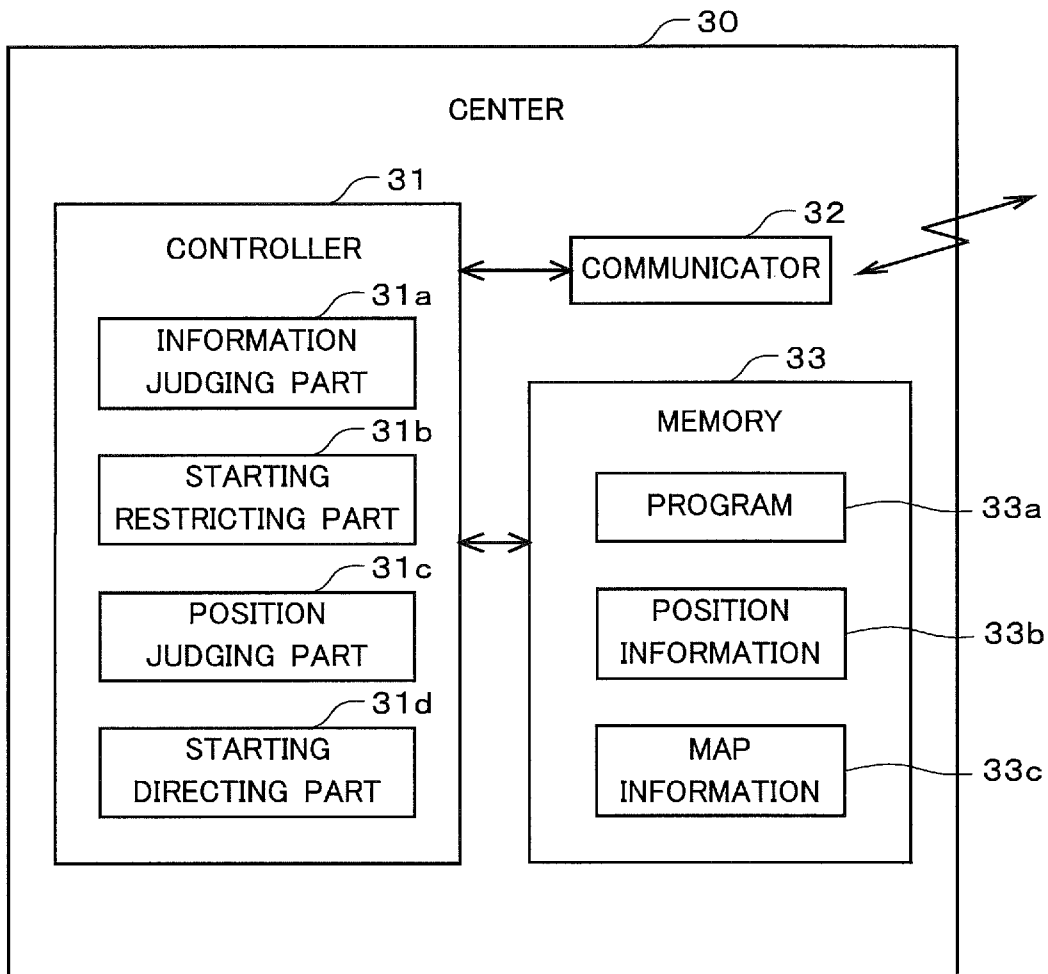 30
CENTER
31
CONTROLLER
31a
INFORMATION
JUDGING PART
31b
STARTING
RESTRICTING PART
31c
POSITION
JUDGING PART
31d
STARTING
DIRECTING PART
32
COMMUNICATOR
33
MEMORY
PROGRAM
33a
POSITION
INFORMATION
33b
MAP
INFORMATION
33c